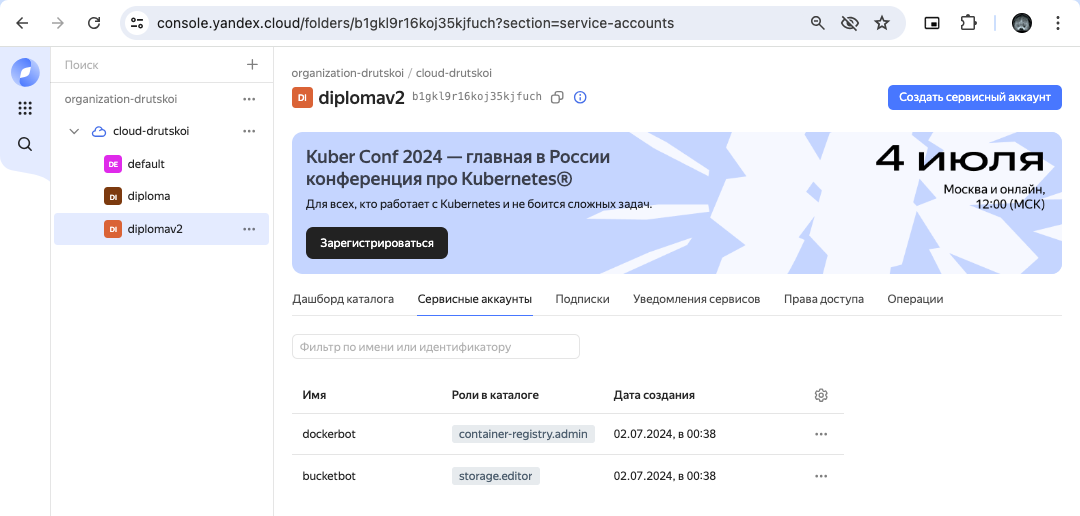 console.yandex.cloud/folders/b1gkl9r16koj35kjfuch?section=service-accounts
Поиск
organization-drutskoi
cloud-drutskoi
DE default
DI diploma
DI diplomav2
organization-drutskoi / cloud-drutskoi
DI diplomav2 b1gkl9r16koj35kjfuch
Создать сервисный аккаунт
Kuber Conf 2024 — главная в России
конференция про Kubernetes®
Для всех, кто работает с Kubernetes и не боится сложных задач.
Зарегистрироваться
4 июля
Москва и онлайн,
12:00 (МСК)
Дашборд каталога Сервисные аккаунты Подписки Уведомления сервисов Права доступа Операции
Фильтр по имени или идентификатору
Имя Роли в каталоге Дата создания
dockerbot container-registry.admin 02.07.2024, в 00:38
bucketbot storage.editor 02.07.2024, в 00:38